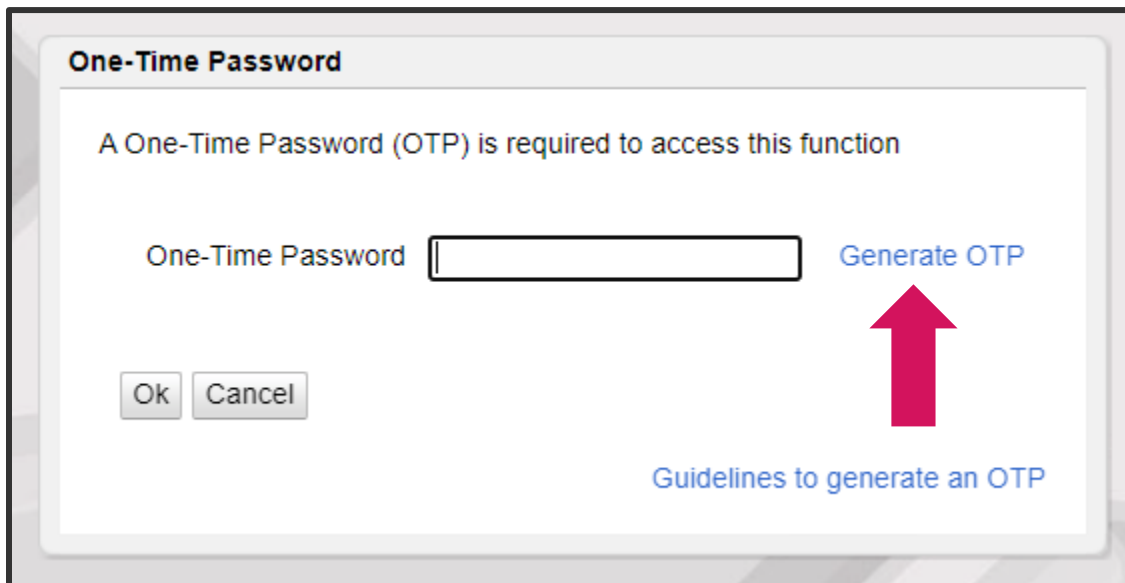 One-Time Password
A One-Time Password (OTP) is required to access this function
One-Time Password Generate OTP
Ok Cancel
Guidelines to generate an OTP